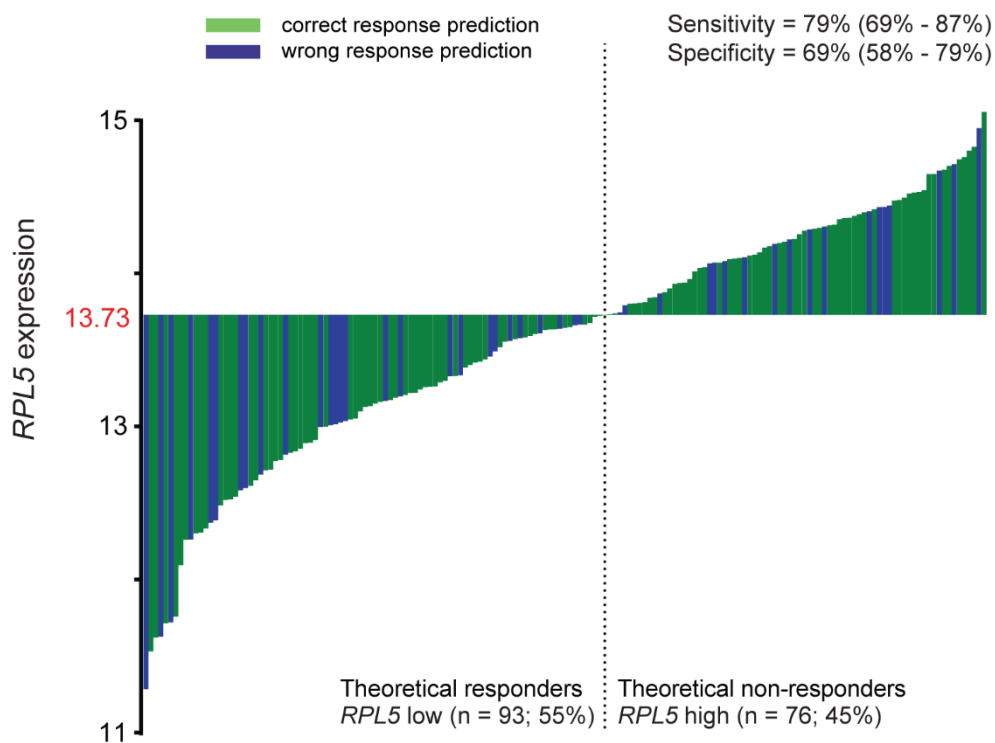 correct response prediction
wrong response prediction
Sensitivity = 79% (69% - 87%)
Specificity = 69% (58% - 79%)
15
13.73
13
11
RPL5 expression
Theoretical responders
RPL5 low (n = 93; 55%)
Theoretical non-responders
RPL5 high (n = 76; 45%)